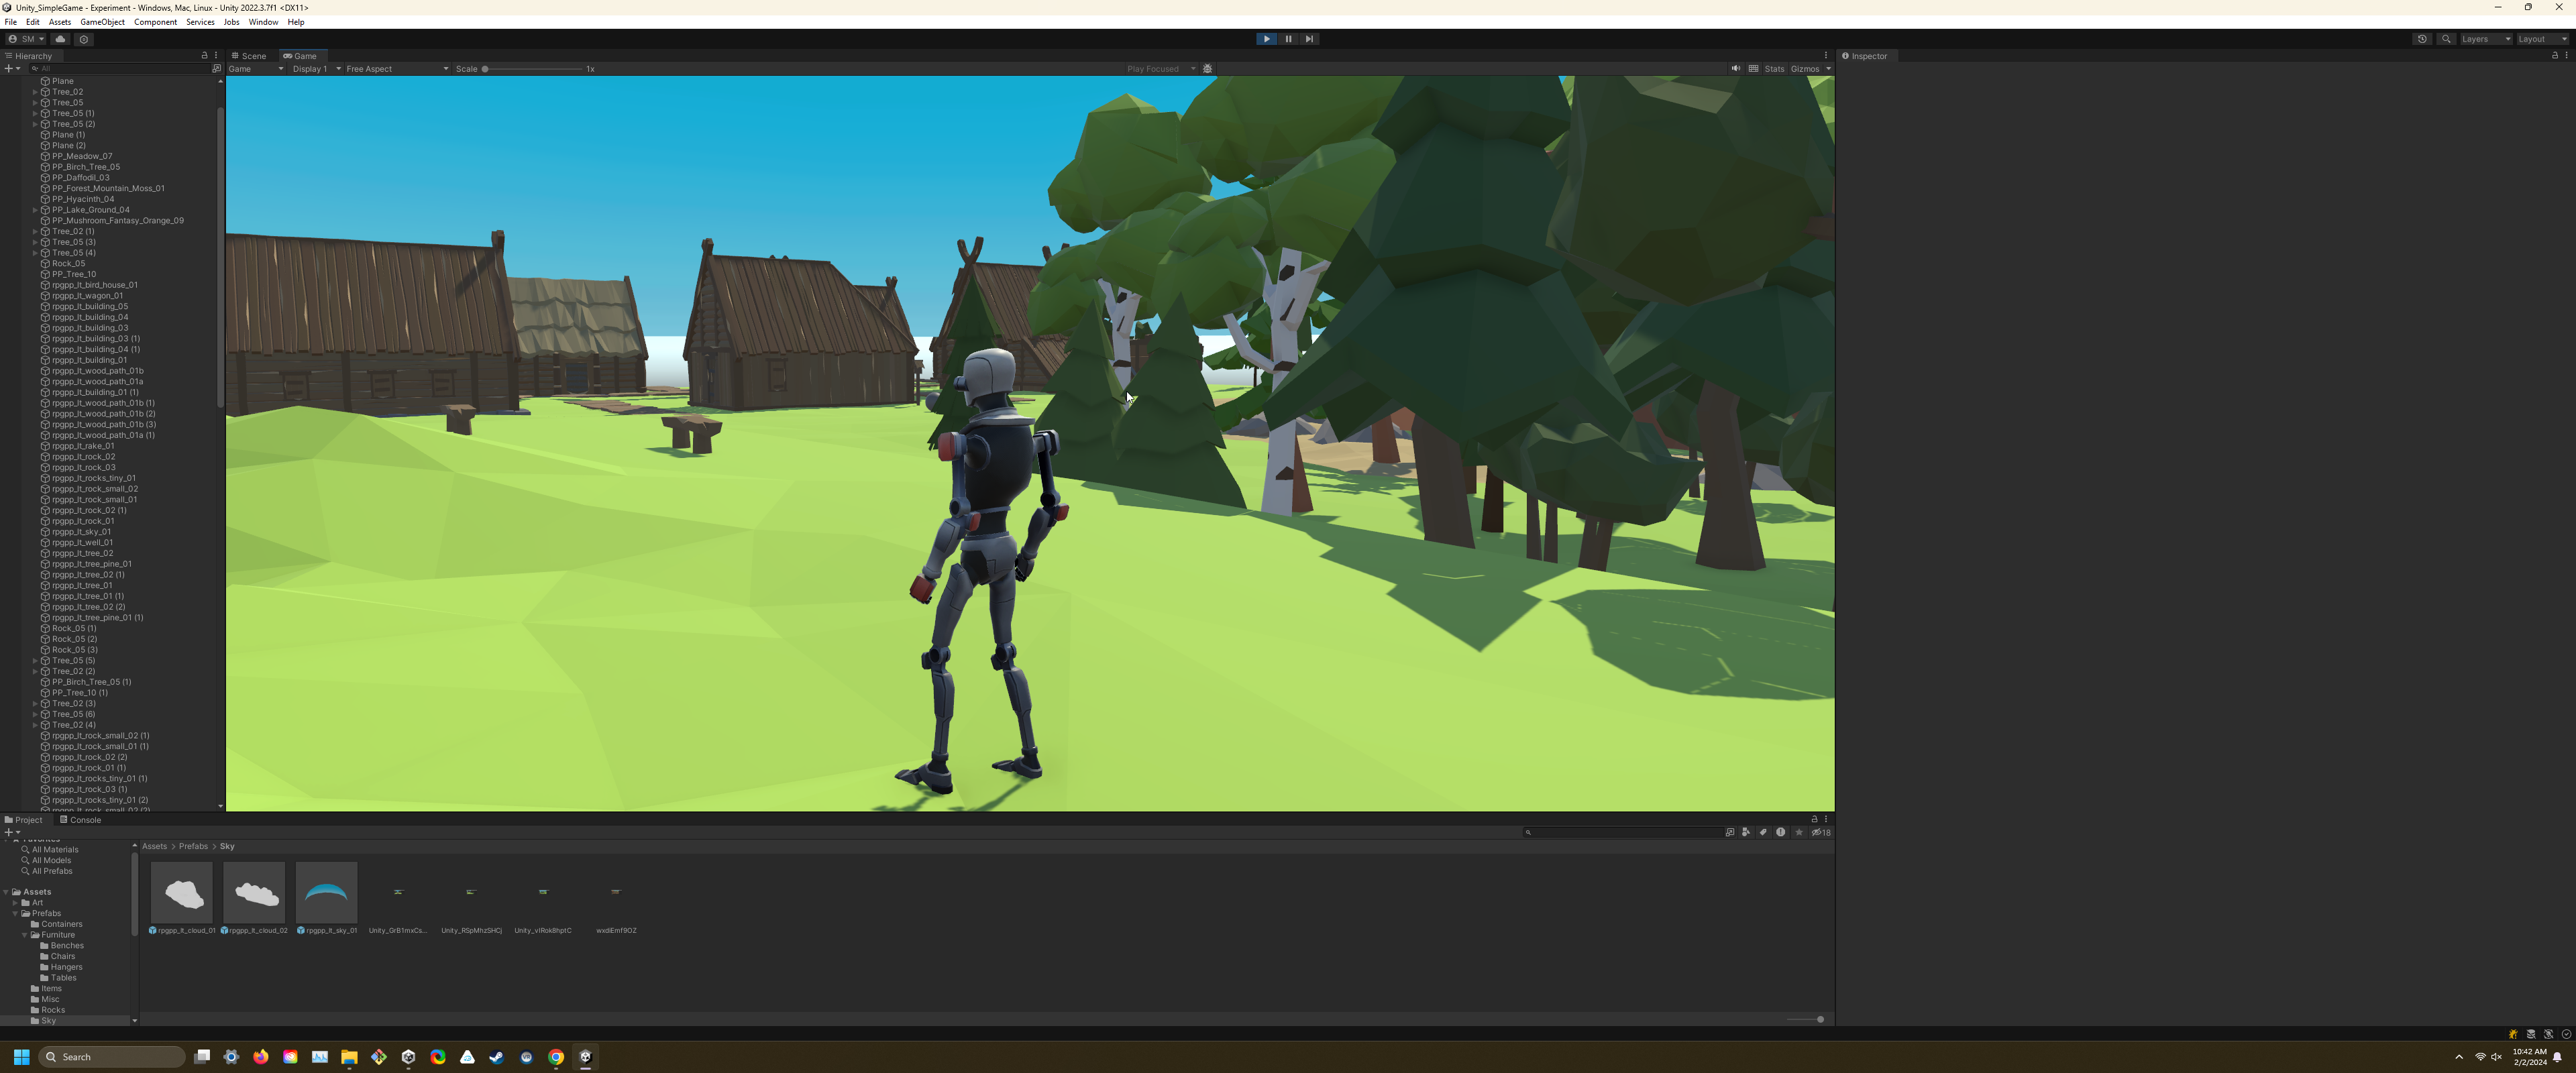 Unity_SimpleGame - Experiment - Windows, Mac, Linux - Unity 2022.3.7f1 <DX11>
File Edit Assets GameObject Component Services Jobs Window Help
SM Layers Layout
Hierarchy
Scene Game
Inspector
All
Game Display 1 Free Aspect Scale 1x Play Focused Stats Gizmos
Plane
Tree_02
Tree_05
Tree_05 (1)
Tree_05 (2)
Plane (1)
Plane (2)
PP_Meadow_07
PP_Birch_Tree_05
PP_Daffodil_03
PP_Forest_Mountain_Moss_01
PP_Hyacinth_04
PP_Lake_Ground_04
PP_Mushroom_Fantasy_Orange_09
Tree_02 (1)
Tree_05 (3)
Tree_05 (4)
Rock_05
PP_Tree_10
rpgpp_lt_bird_house_01
rpgpp_lt_wagon_01
rpgpp_lt_building_05
rpgpp_lt_building_04
rpgpp_lt_building_03
rpgpp_lt_building_03 (1)
rpgpp_lt_building_04 (1)
rpgpp_lt_building_01
rpgpp_lt_wood_path_01b
rpgpp_lt_wood_path_01a
rpgpp_lt_building_01 (1)
rpgpp_lt_wood_path_01b (1)
rpgpp_lt_wood_path_01b (2)
rpgpp_lt_wood_path_01b (3)
rpgpp_lt_wood_path_01a (1)
rpgpp_lt_rake_01
rpgpp_lt_rock_02
rpgpp_lt_rock_03
rpgpp_lt_rocks_tiny_01
rpgpp_lt_rock_small_02
rpgpp_lt_rock_small_01
rpgpp_lt_rock_02 (1)
rpgpp_lt_rock_01
rpgpp_lt_sky_01
rpgpp_lt_well_01
rpgpp_lt_tree_02
rpgpp_lt_tree_pine_01
rpgpp_lt_tree_02 (1)
rpgpp_lt_tree_01
rpgpp_lt_tree_01 (1)
rpgpp_lt_tree_02 (2)
rpgpp_lt_tree_pine_01 (1)
Rock_05 (1)
Rock_05 (2)
Rock_05 (3)
Tree_05 (5)
Tree_02 (2)
PP_Birch_Tree_05 (1)
PP_Tree_10 (1)
Tree_02 (3)
Tree_05 (6)
Tree_02 (4)
rpgpp_lt_rock_small_02 (1)
rpgpp_lt_rock_small_01 (1)
rpgpp_lt_rock_02 (2)
rpgpp_lt_rock_01 (1)
rpgpp_lt_rocks_tiny_01 (1)
rpgpp_lt_rock_03 (1)
rpgpp_lt_rocks_tiny_01 (2)
rpgpp_lt_rock_small_02 (2)
Project Console
18
Favorites
All Materials
All Models
All Prefabs
Assets
Art
Prefabs
Containers
Furniture
Benches
Chairs
Hangers
Tables
Items
Misc
Rocks
Sky
Assets > Prefabs > Sky
rpgpp_lt_cloud_01 rpgpp_lt_cloud_02 rpgpp_lt_sky_01 Unity_GrB1mxCs... Unity_RSpMhzSHCj Unity_vlRok8hptC wxdiEmf9OZ
Search
10:42 AM
2/2/2024